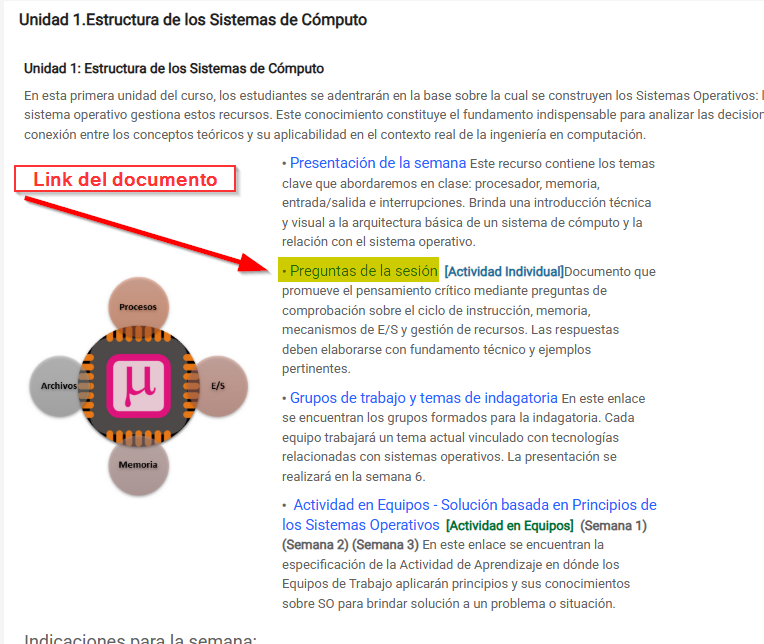 Unidad 1.Estructura de los Sistemas de Cómputo
Unidad 1: Estructura de los Sistemas de Cómputo
En esta primera unidad del curso, los estudiantes se adentrarán en la base sobre la cual se construyen los Sistemas Operativos:
sistema operativo gestiona estos recursos. Este conocimiento constituye el fundamento indispensable para analizar las decision
conexión entre los conceptos teóricos y su aplicabilidad en el contexto real de la ingeniería en computación.
Link del documento
• Presentación de la semana Este recurso contiene los temas
clave que abordaremos en clase: procesador, memoria,
entrada/salida e interrupciones. Brinda una introducción técnica
y visual a la arquitectura básica de un sistema de cómputo y la
relación con el sistema operativo.
• Preguntas de la sesión [Actividad Individual]Documento que
promueve el pensamiento crítico mediante preguntas de
comprobación sobre el ciclo de instrucción, memoria,
mecanismos de E/S y gestión de recursos. Las respuestas
deben elaborarse con fundamento técnico y ejemplos
pertinentes.
• Grupos de trabajo y temas de indagatoria En este enlace
se encuentran los grupos formados para la indagatoria. Cada
equipo trabajará un tema actual vinculado con tecnologías
relacionadas con sistemas operativos. La presentación se
realizará en la semana 6.
• Actividad en Equipos - Solución basada en Principios de
los Sistemas Operativos [Actividad en Equipos] (Semana 1)
(Semana 2) (Semana 3) En este enlace se encuentran la
especificación de la Actividad de Aprendizaje en dónde los
Equipos de Trabajo aplicarán principios y sus conocimientos
sobre SO para brindar solución a un problema o situación.
Procesos
Archivos
μ
E/S
Memoria
Indicaciones para la semana: